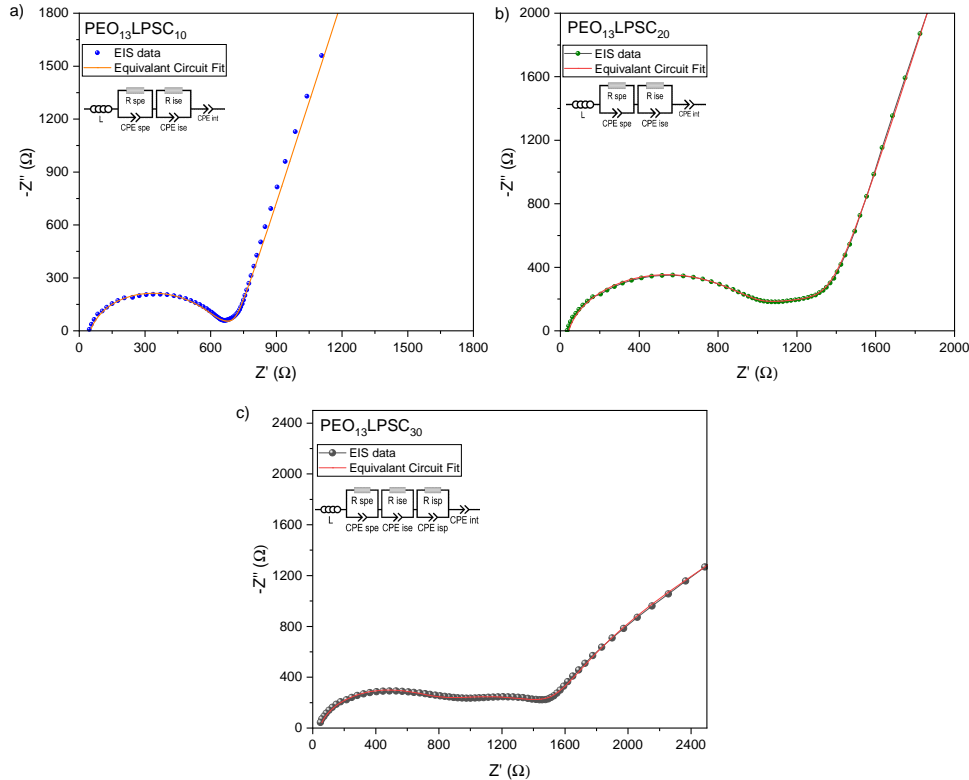 a)
PEO₁₃LPSC₁₀
EIS data
Equivalant Circuit Fit
R spe R ise
L CPE spe CPE ise CPE int
1800
1500
1200
900
600
300
0
-Z" (Ω)
0 300 600 900 1200 1500 1800
Z' (Ω)
b)
PEO₁₃LPSC₂₀
EIS data
Equivalant Circuit Fit
R spe R ise
L CPE spe CPE ise CPE int
2000
1600
1200
800
400
0
-Z" (Ω)
0 400 800 1200 1600 2000
Z' (Ω)
c)
PEO₁₃LPSC₃₀
EIS data
Equivalant Circuit Fit
R spe R ise R isp
L CPE spe CPE ise CPE isp CPE int
2400
2000
1600
1200
800
400
0
-Z" (Ω)
0 400 800 1200 1600 2000 2400
Z' (Ω)